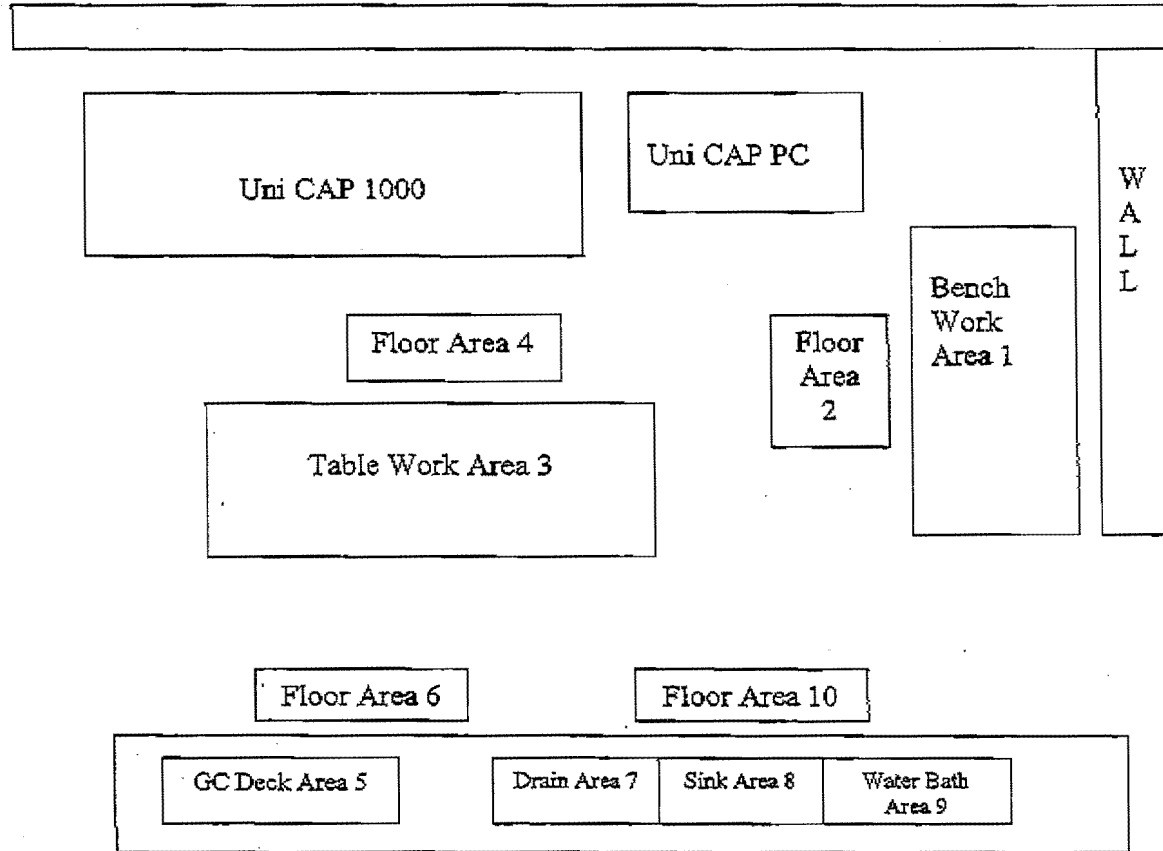 Uni CAP 1000
Uni CAP PC
W
A
L
L
Bench
Work
Area 1
Floor Area 4
Floor
Area
2
Table Work Area 3
Floor Area 6
Floor Area 10
GC Deck Area 5
Drain Area 7
Sink Area 8
Water Bath
Area 9